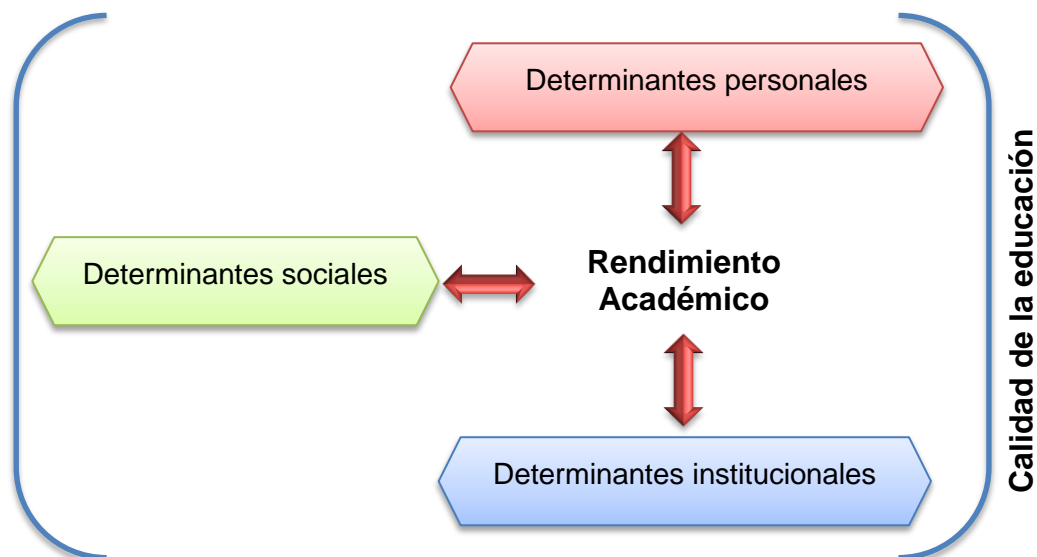 Determinantes personales
Determinantes sociales
Rendimiento
Académico
Determinantes institucionales
Calidad de la educación